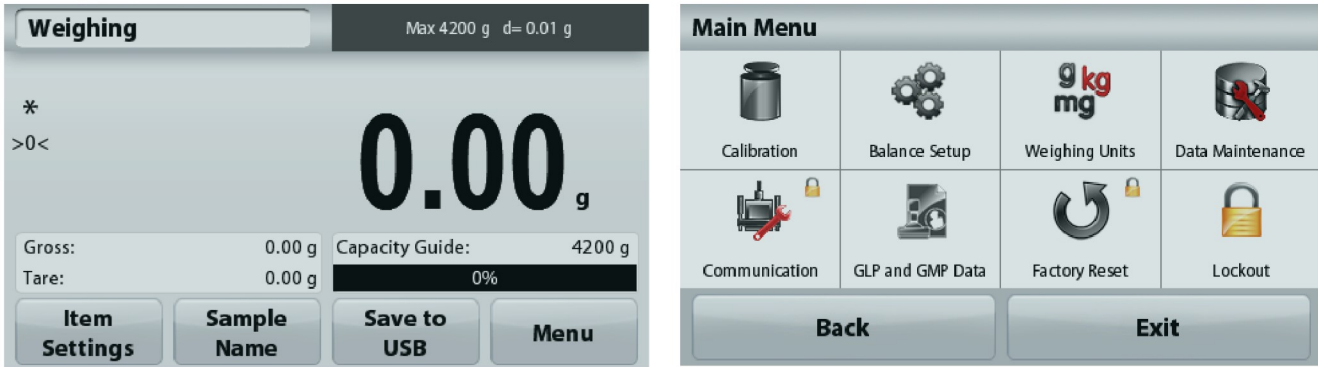 Weighing
Max 4200 g d= 0.01 g
*
>0<
0.00 g
Gross: 0.00 g
Tare: 0.00 g
Capacity Guide: 4200 g
0%
Item Settings
Sample Name
Save to USB
Menu
Main Menu
g kg mg
Calibration
Balance Setup
Weighing Units
Data Maintenance
Communication
GLP and GMP Data
Factory Reset
Lockout
Back
Exit